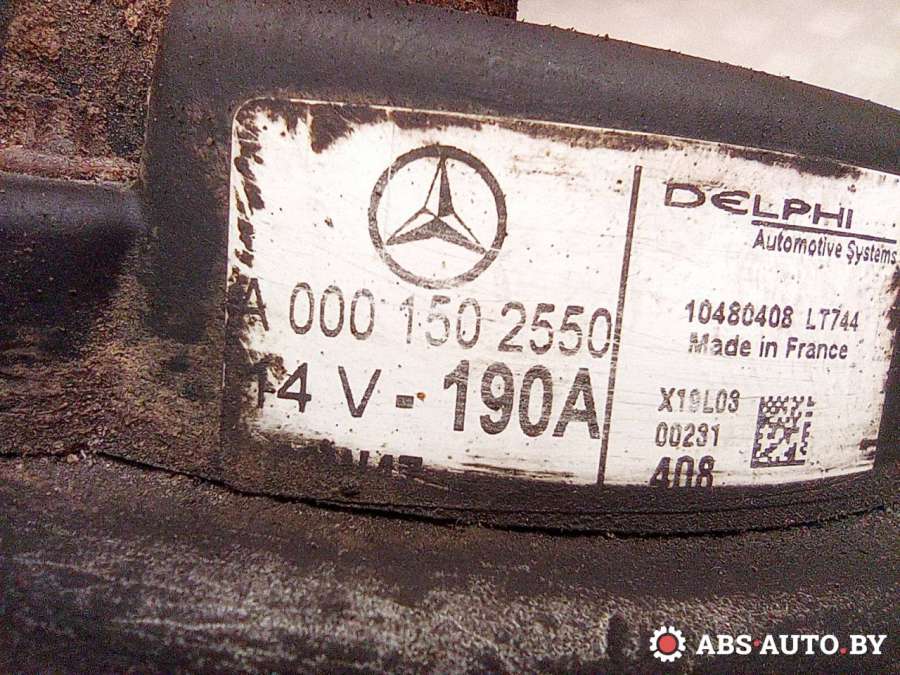 A 000 150 2550
14 V - 190A
DELPHI
Automotive Systems
10480408 LT744
Made in France
X19L03
00231
408
ABS-AUTO.BY